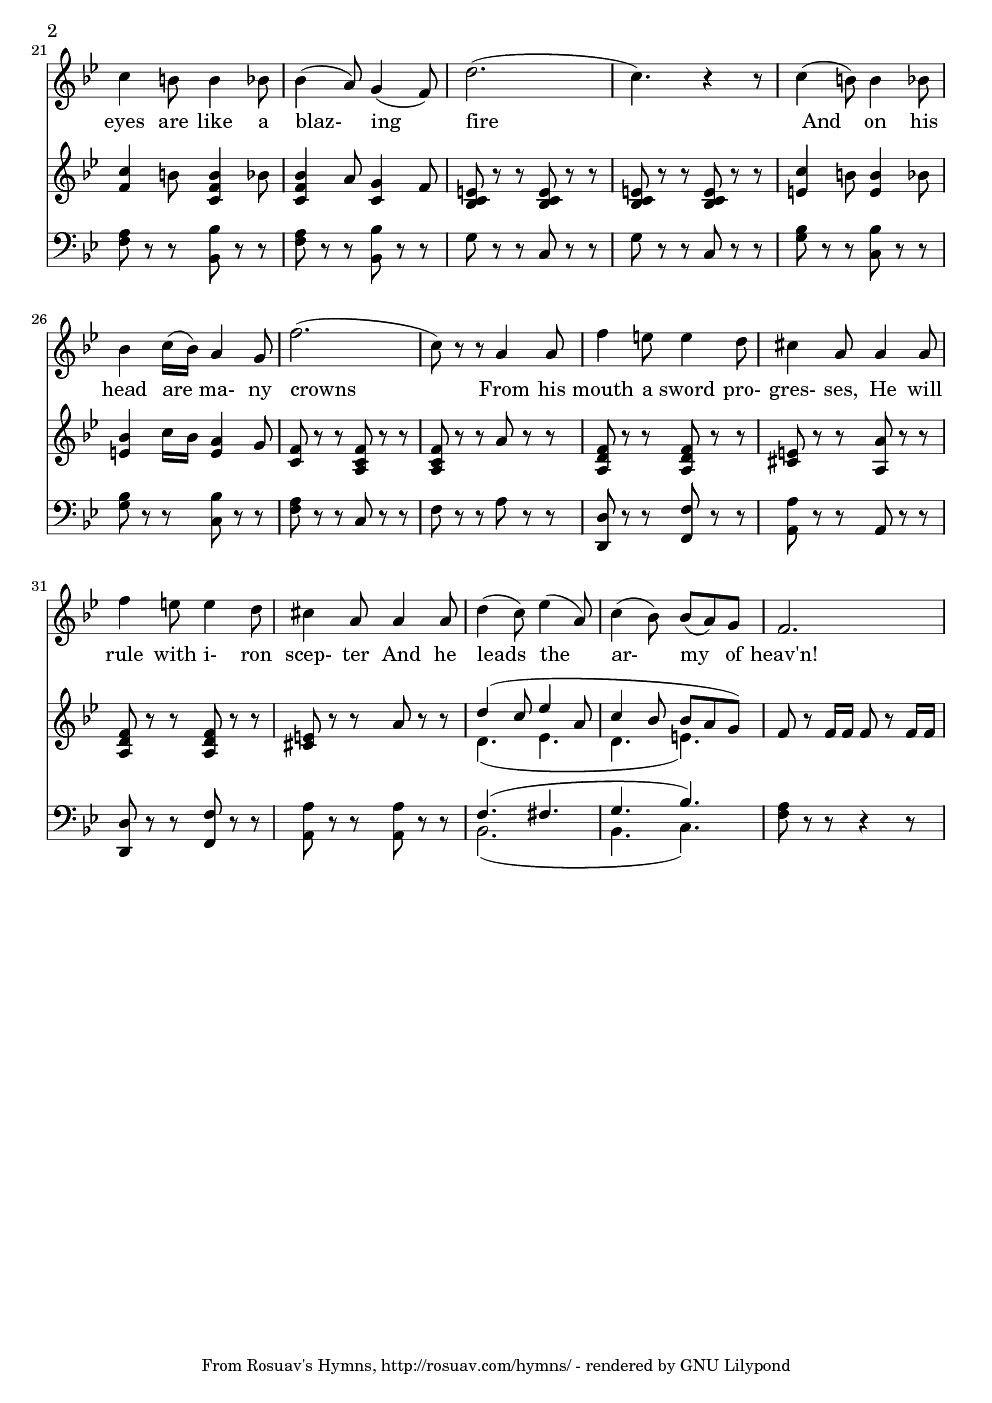 2
21
eyes are like a blaz- ing fire And on his
26
head are ma- ny crowns From his mouth a sword pro- gres- ses, He will
31
rule with i- ron scep- ter And he leads the ar- my of heav'n!
From Rosuav's Hymns, http://rosuav.com/hymns/ - rendered by GNU Lilypond